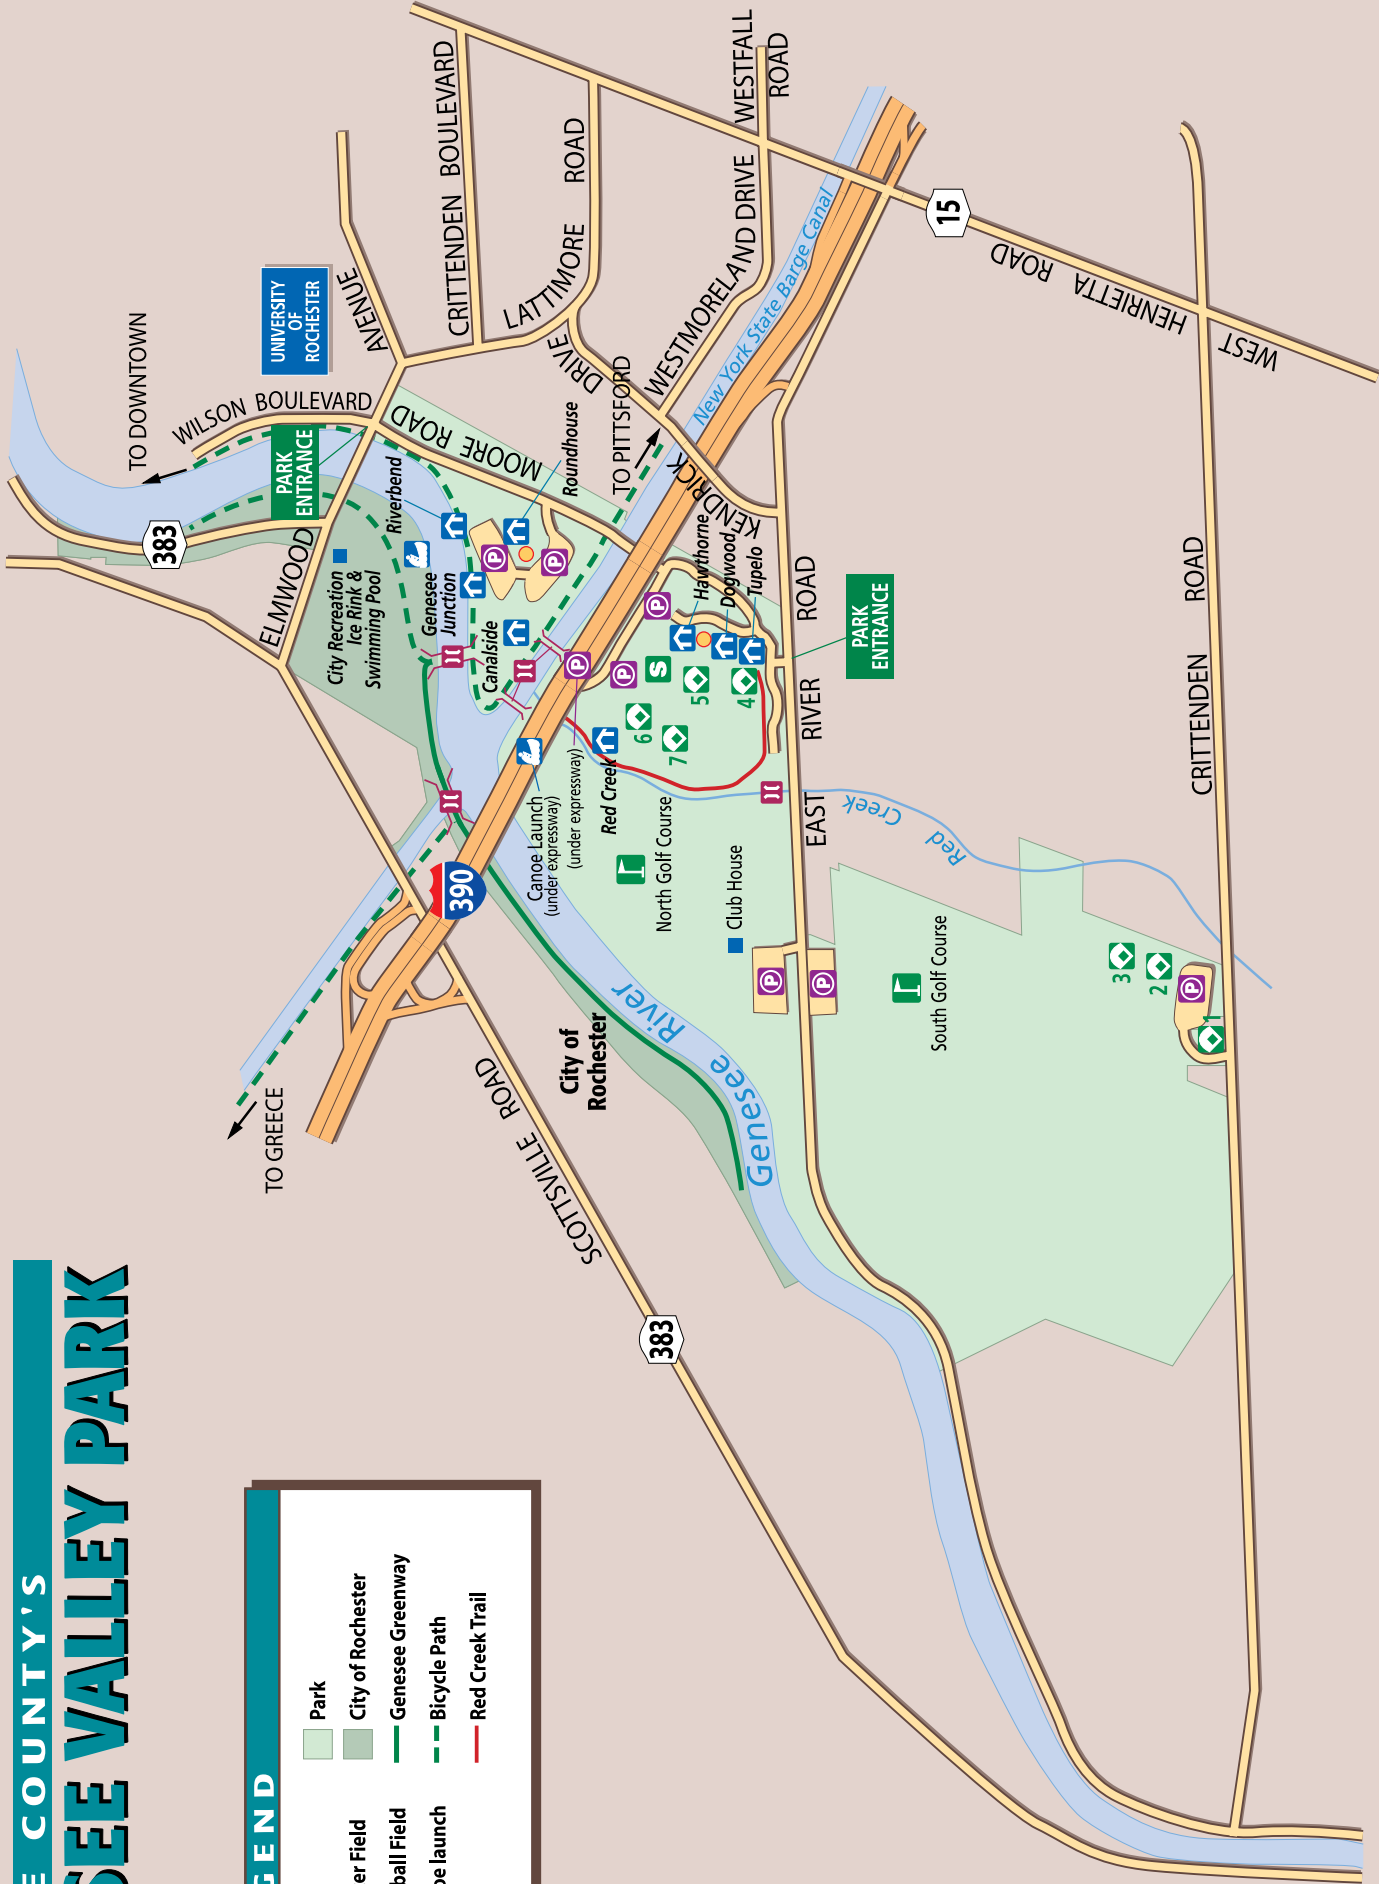 E COUNTY'S
SEE VALLEY PARK
GEND
er Field
ball Field
oe launch
Park
City of Rochester
Genesee Greenway
Bicycle Path
Red Creek Trail
TO GREECE
TO DOWNTOWN
383
WILSON BOULEVARD
UNIVERSITY
OF
ROCHESTER
PARK
ENTRANCE
ELMWOOD
AVENUE
CRITTENDEN BOULEVARD
LATTIMORE ROAD
WESTMORELAND DRIVE
WESTFALL
ROAD
KENDRICK
DRIVE
MOORE ROAD
TO PITTSFORD
New York State Barge Canal
15
WEST HENRIETTA ROAD
City Recreation
Ice Rink &
Swimming Pool
Riverbend
Roundhouse
Genesee
Junction
Canalside
P
P
P
P
P
Hawthorne
Dogwood
Tupelo
S
5
4
6
7
Red Creek
Canoe Launch
(under expressway)
(under expressway)
390
North Golf Course
Club House
P
P
South Golf Course
EAST RIVER ROAD
PARK
ENTRANCE
Red Creek
3
2
P
1
CRITTENDEN ROAD
City of
Rochester
Genesee River
SCOTTSVILLE ROAD
383